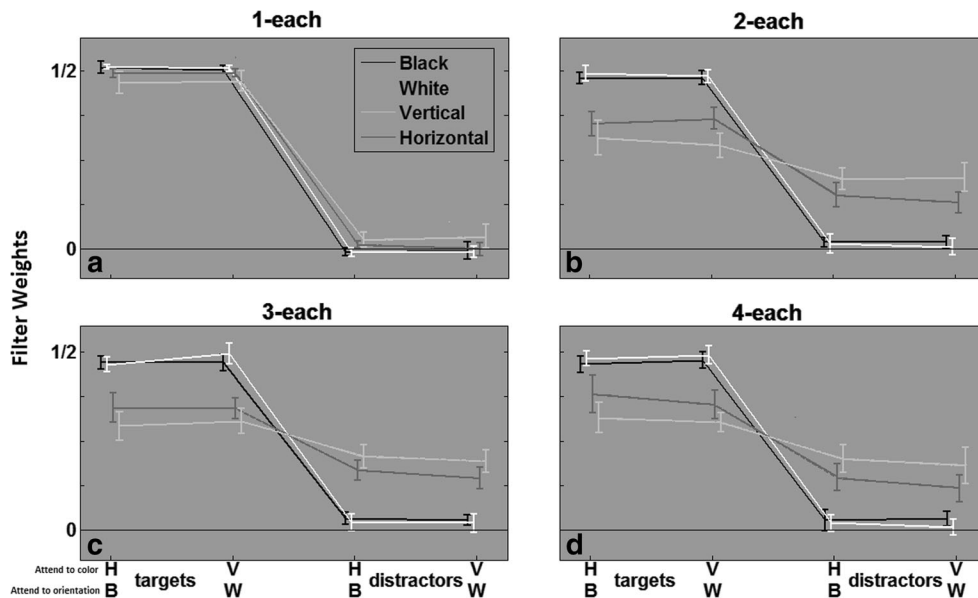 1-each
2-each
1/2
0
Black
White
Vertical
Horizontal
a
b
Filter Weights
3-each
4-each
1/2
0
c
d
Attend to color H V H V H V H V
targets distractors targets distractors
Attend to orientation B W B W B W B W